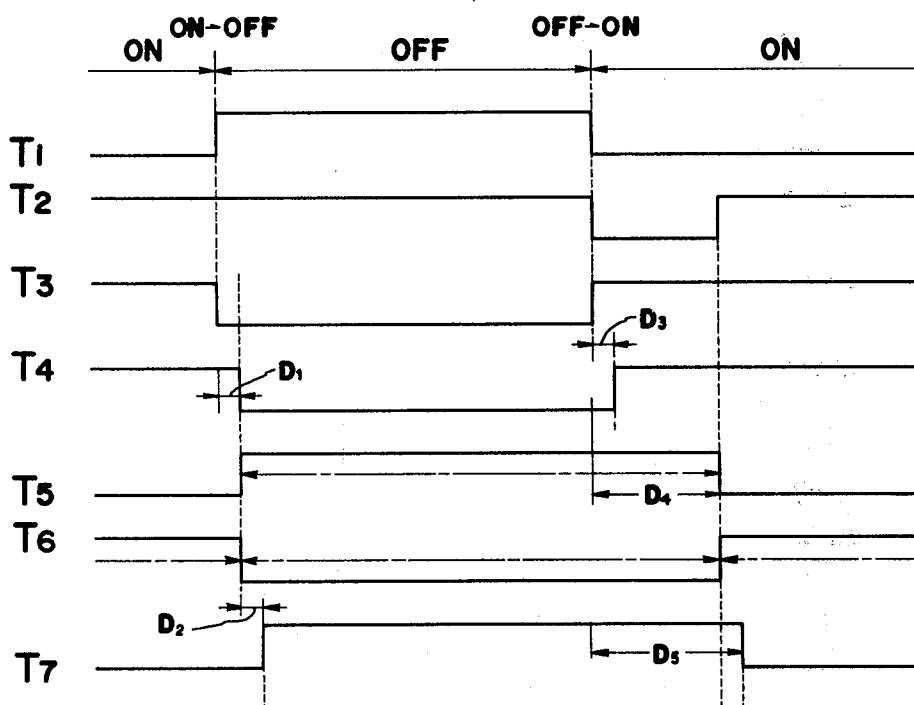 ON-OFF OFF-ON
ON OFF ON
T1
T2
T3
D3
T4
D1
T5
D4
T6
D2
T7
D5